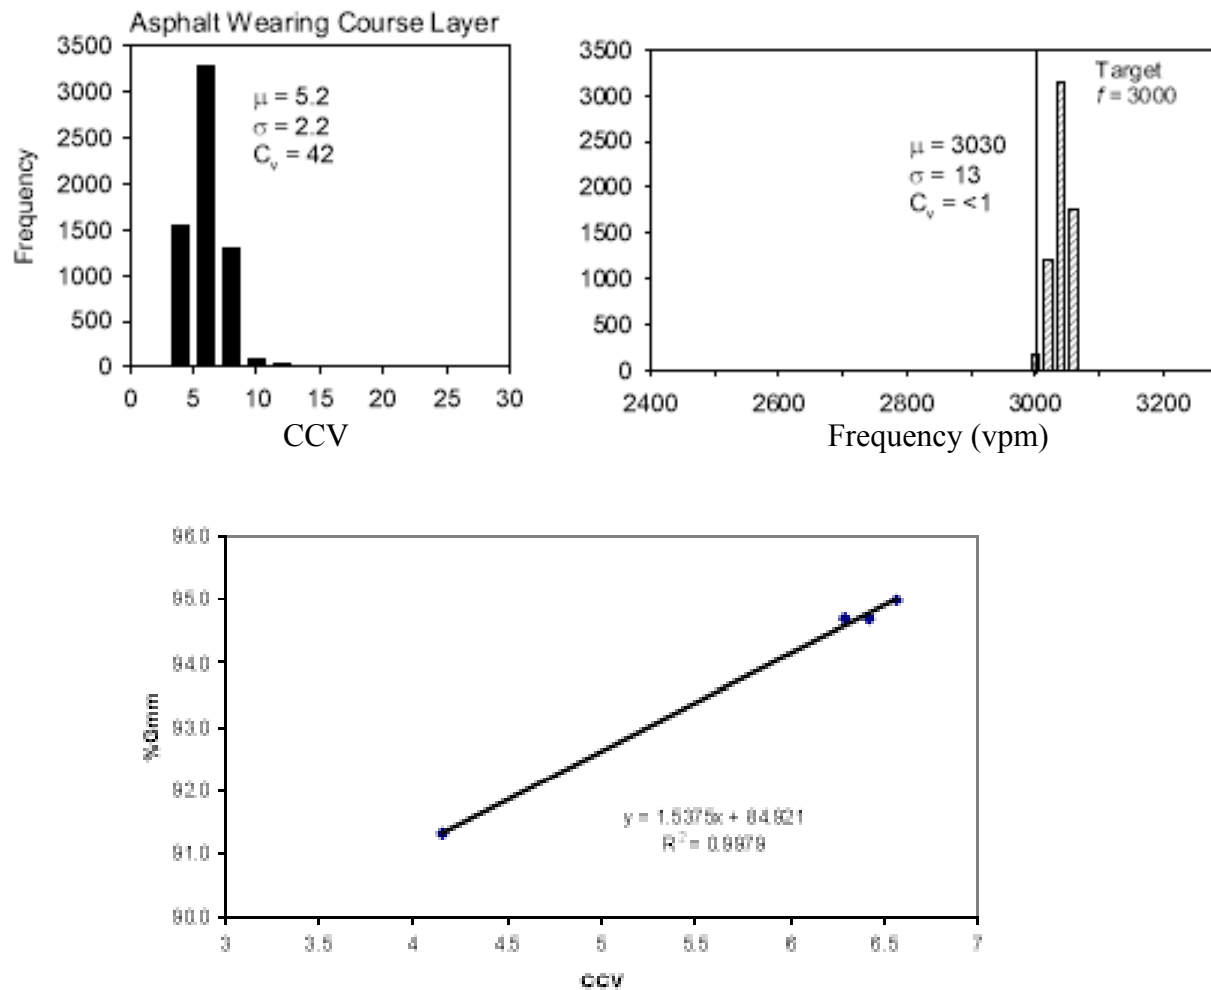 Asphalt Wearing Course Layer
3500
3000
2500
2000
1500
1000
500
0
Frequency
μ = 5.2
σ = 2.2
Cv = 42
0 5 10 15 20 25 30
CCV
3500
3000
2500
2000
1500
1000
500
0
Target
f = 3000
μ = 3030
σ = 13
Cv = <1
2400 2600 2800 3000 3200
Frequency (vpm)
96.0
95.0
94.0
93.0
92.0
91.0
90.0
%Gmm
y = 1.5375x + 84.921
R² = 0.9979
3 3.5 4 4.5 5 5.5 6 6.5 7
CCV